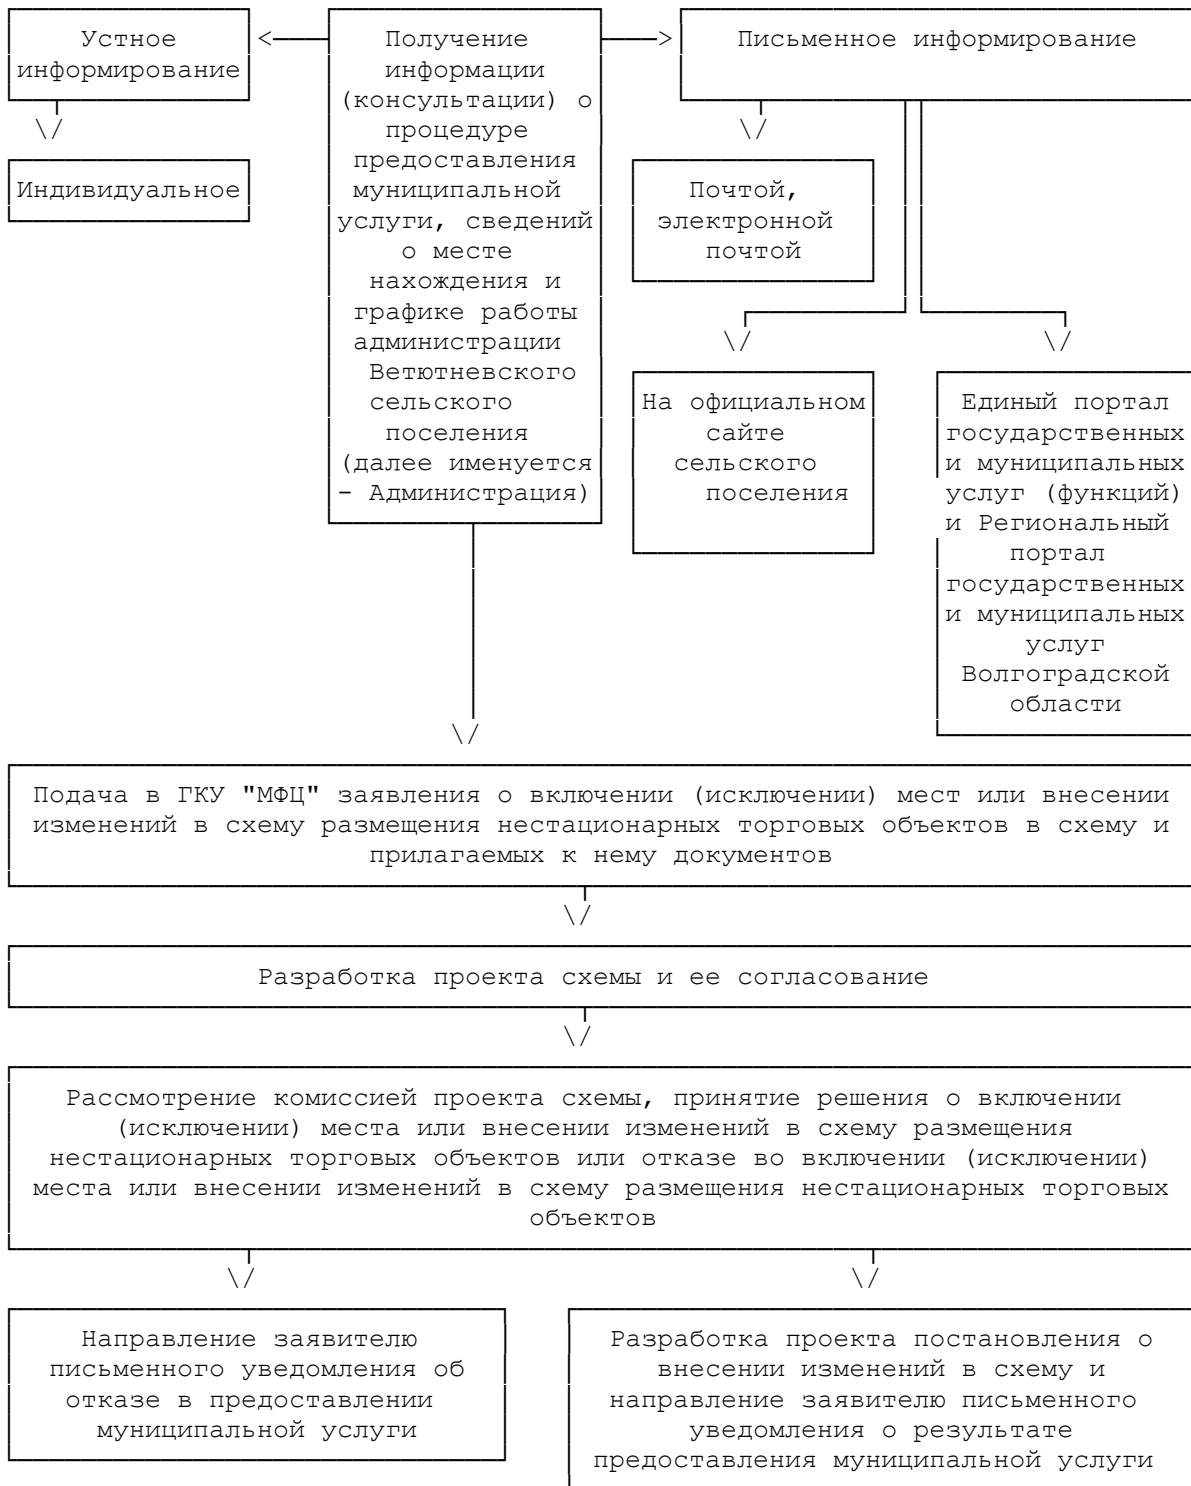 Устное
информирование
Получение
информации
(консультации) о
процедуре
предоставления
муниципальной
услуги, сведений
о месте
нахождения и
графике работы
администрации
Ветютневского
сельского
поселения
(далее именуется
- Администрация)
Письменное информирование
Индивидуальное
Почтой,
электронной
почтой
На официальном
сайте
сельского
поселения
Единый портал
государственных
и муниципальных
услуг (функций)
и Региональный
портал
государственных
и муниципальных
услуг
Волгоградской
области
Подача в ГКУ "МФЦ" заявления о включении (исключении) мест или внесении
изменений в схему размещения нестационарных торговых объектов в схему и
прилагаемых к нему документов
Разработка проекта схемы и ее согласование
Рассмотрение комиссией проекта схемы, принятие решения о включении
(исключении) места или внесении изменений в схему размещения
нестационарных торговых объектов или отказе во включении (исключении)
места или внесении изменений в схему размещения нестационарных торговых
объектов
Направление заявителю
письменного уведомления об
отказе в предоставлении
муниципальной услуги
Разработка проекта постановления о
внесении изменений в схему и
направление заявителю письменного
уведомления о результате
предоставления муниципальной услуги